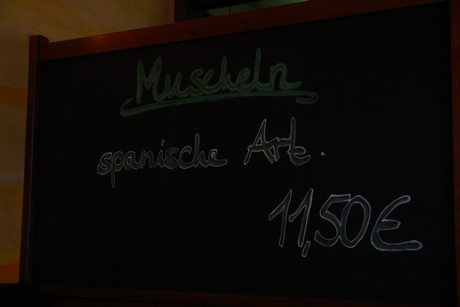 Muscheln
spanische Art.
11,50€